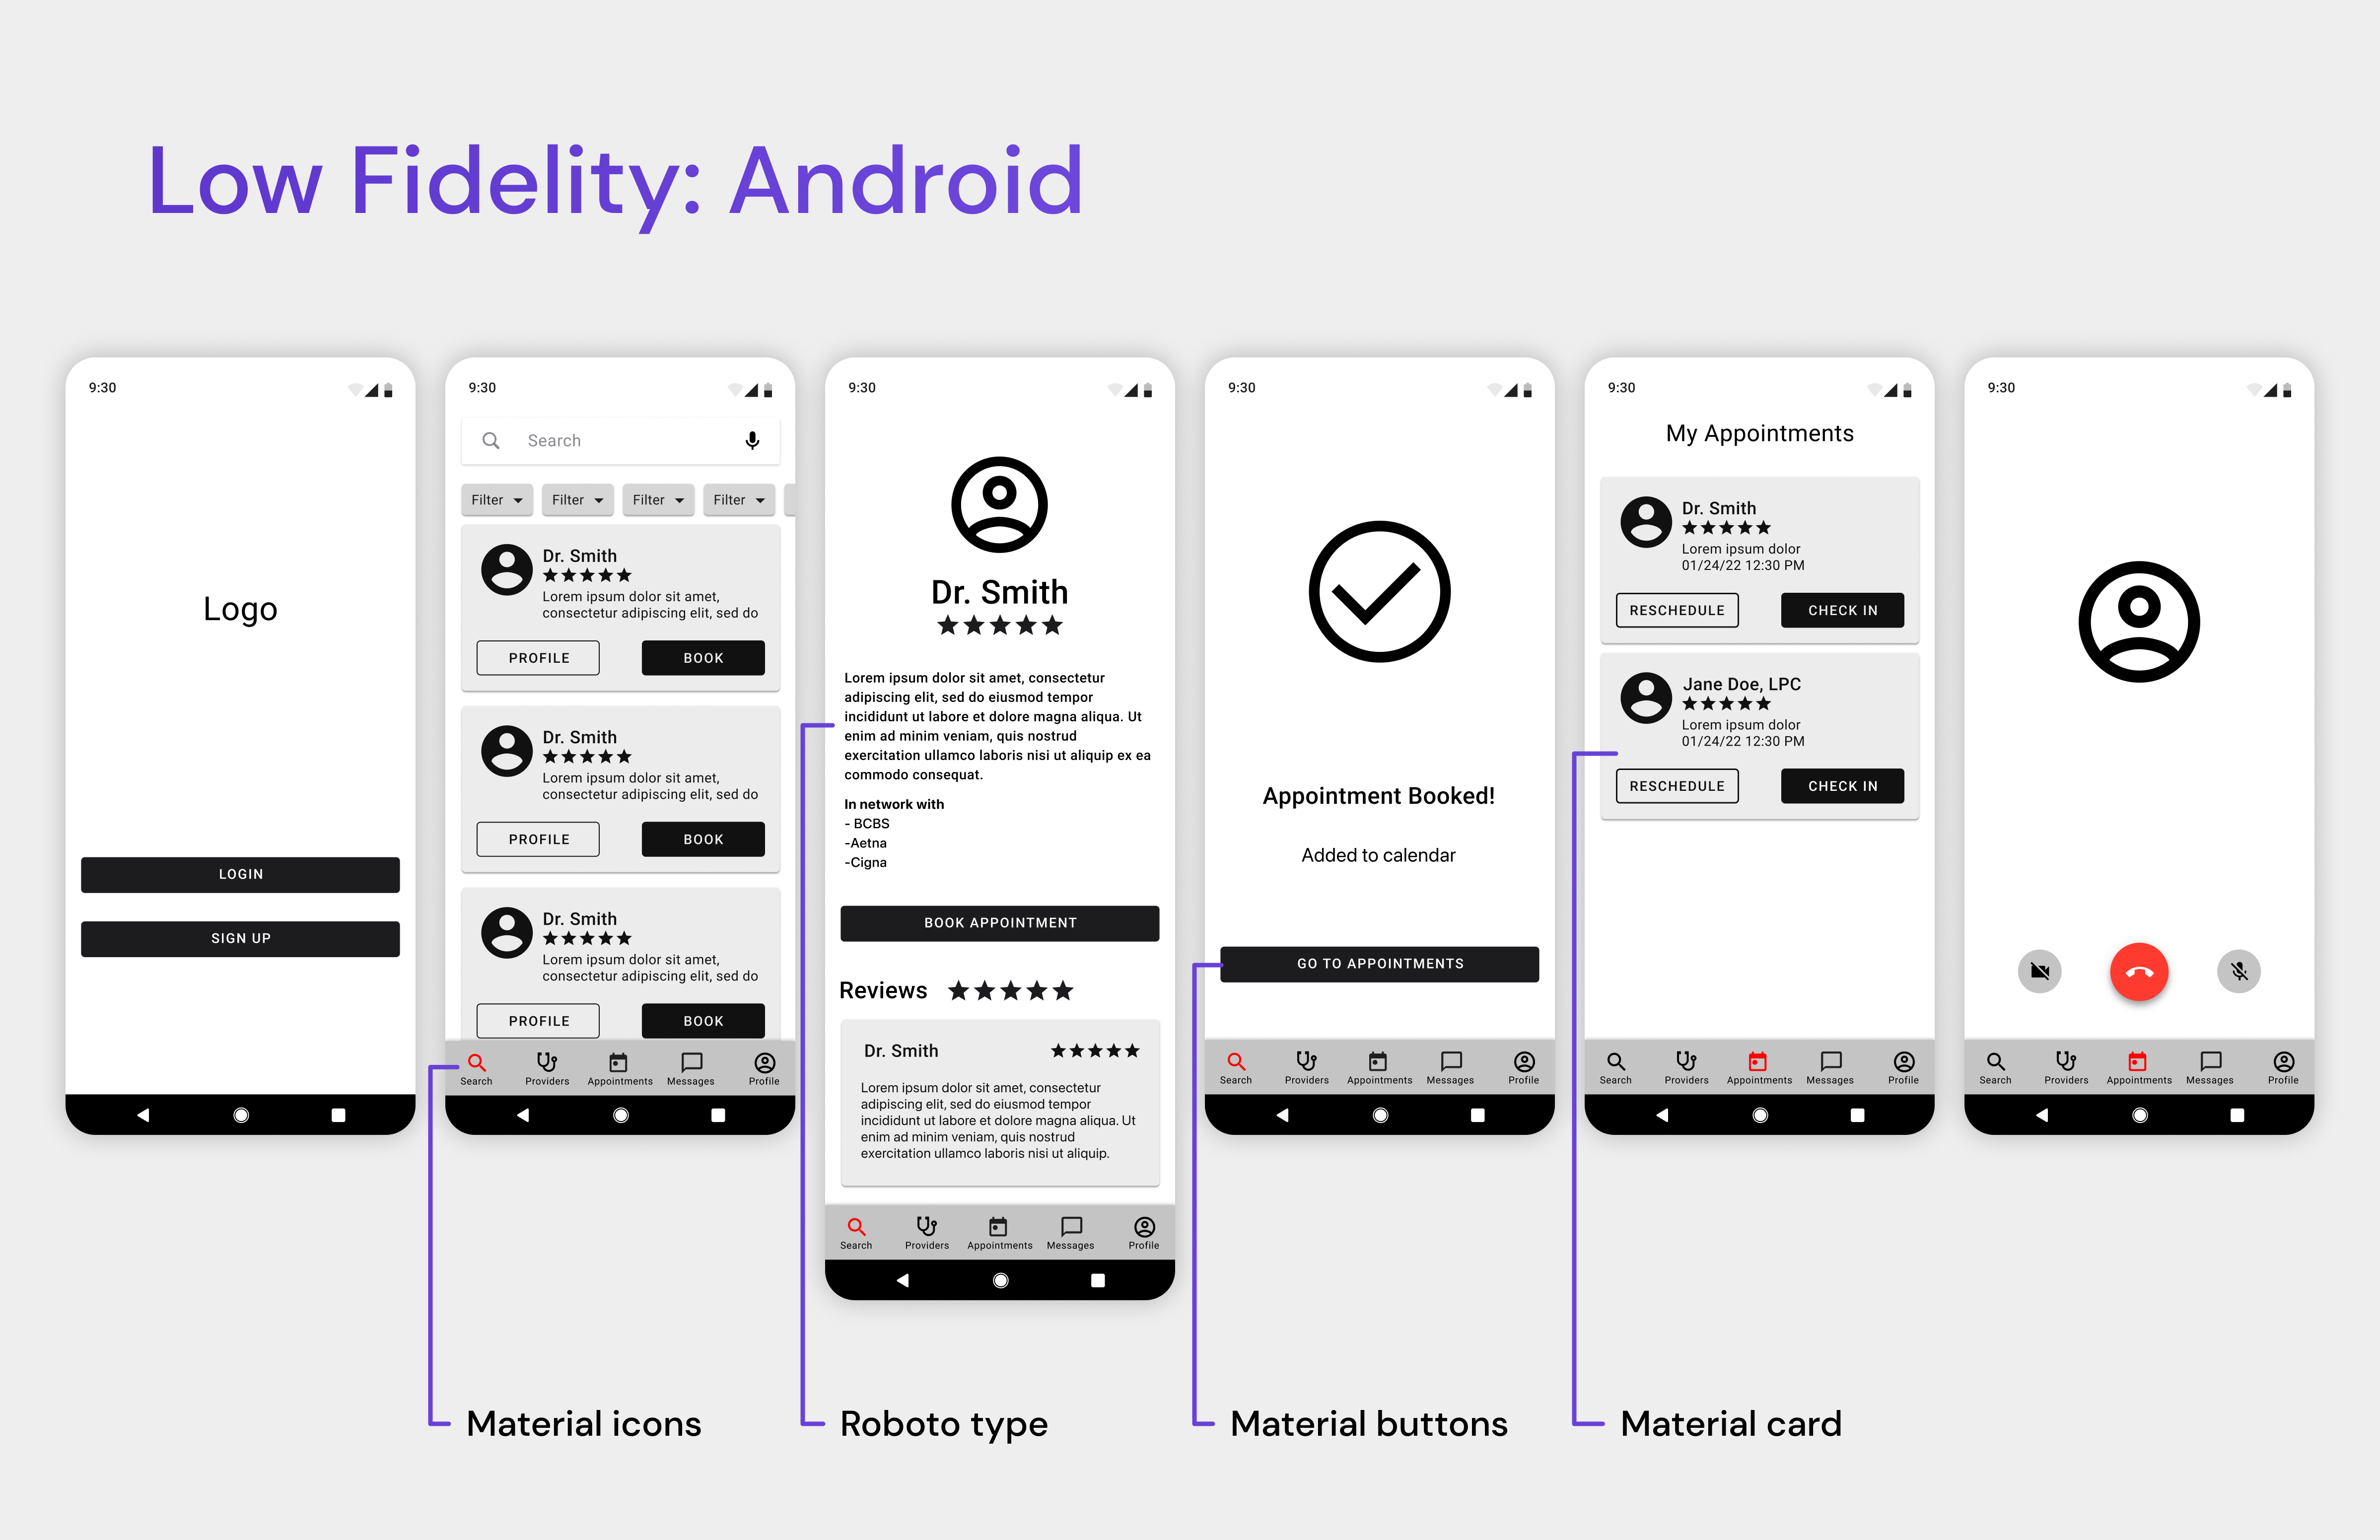 Low Fidelity: Android
9:30
Logo
LOGIN
SIGN UP
9:30
Search
Filter
Filter
Filter
Filter
Dr. Smith
Lorem ipsum dolor sit amet,
consectetur adipiscing elit, sed do
PROFILE
BOOK
Dr. Smith
Lorem ipsum dolor sit amet,
consectetur adipiscing elit, sed do
PROFILE
BOOK
Dr. Smith
Lorem ipsum dolor sit amet,
consectetur adipiscing elit, sed do
PROFILE
BOOK
Search
Providers
Appointments
Messages
Profile
9:30
Dr. Smith
Lorem ipsum dolor sit amet, consectetur
adipiscing elit, sed do eiusmod tempor
incididunt ut labore et dolore magna aliqua. Ut
enim ad minim veniam, quis nostrud
exercitation ullamco laboris nisi ut aliquip ex ea
commodo consequat.
In network with
- BCBS
-Aetna
-Cigna
BOOK APPOINTMENT
Reviews
Dr. Smith
Lorem ipsum dolor sit amet, consectetur
adipiscing elit, sed do eiusmod tempor
incididunt ut labore et dolore magna aliqua. Ut
enim ad minim veniam, quis nostrud
exercitation ullamco laboris nisi ut aliquip.
Search
Providers
Appointments
Messages
Profile
9:30
Appointment Booked!
Added to calendar
GO TO APPOINTMENTS
Search
Providers
Appointments
Messages
Profile
9:30
My Appointments
Dr. Smith
Lorem ipsum dolor
01/24/22 12:30 PM
RESCHEDULE
CHECK IN
Jane Doe, LPC
Lorem ipsum dolor
01/24/22 12:30 PM
RESCHEDULE
CHECK IN
Search
Providers
Appointments
Messages
Profile
9:30
Search
Providers
Appointments
Messages
Profile
Material icons
Roboto type
Material buttons
Material card